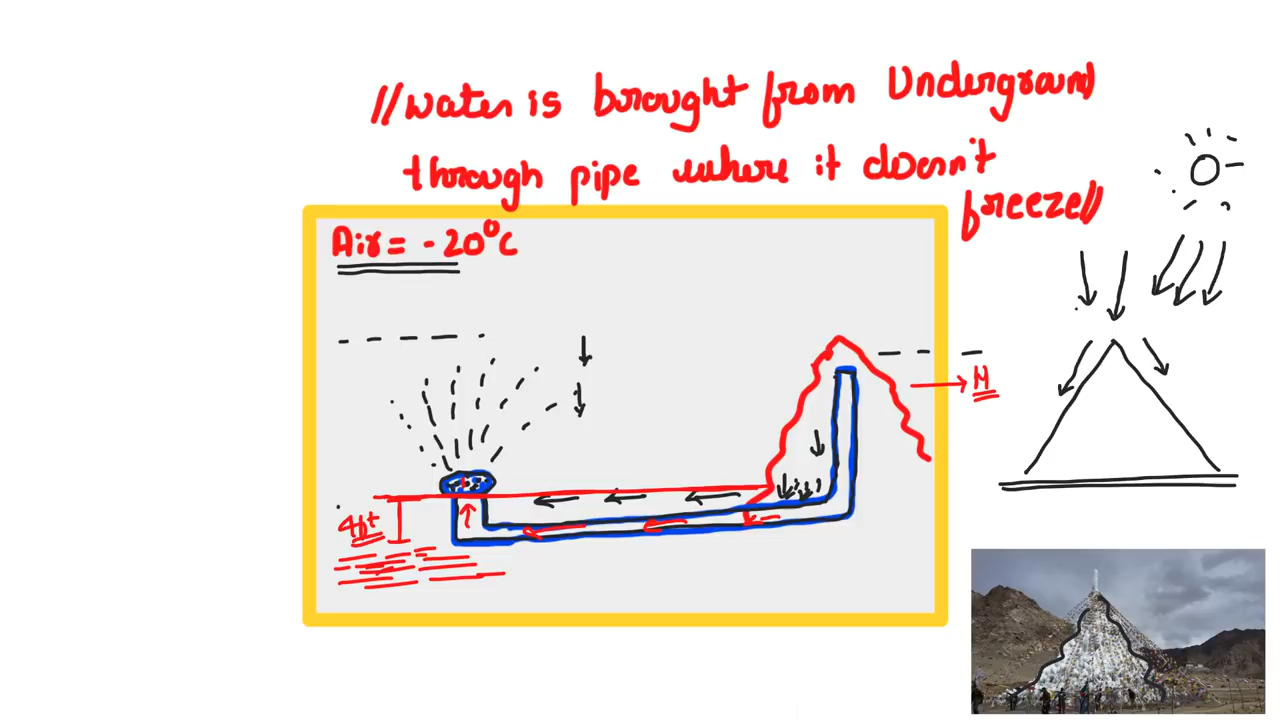 //water is brought from Underground
through pipe where it doesn't
freeze//
Air = -20°C
M
4ft